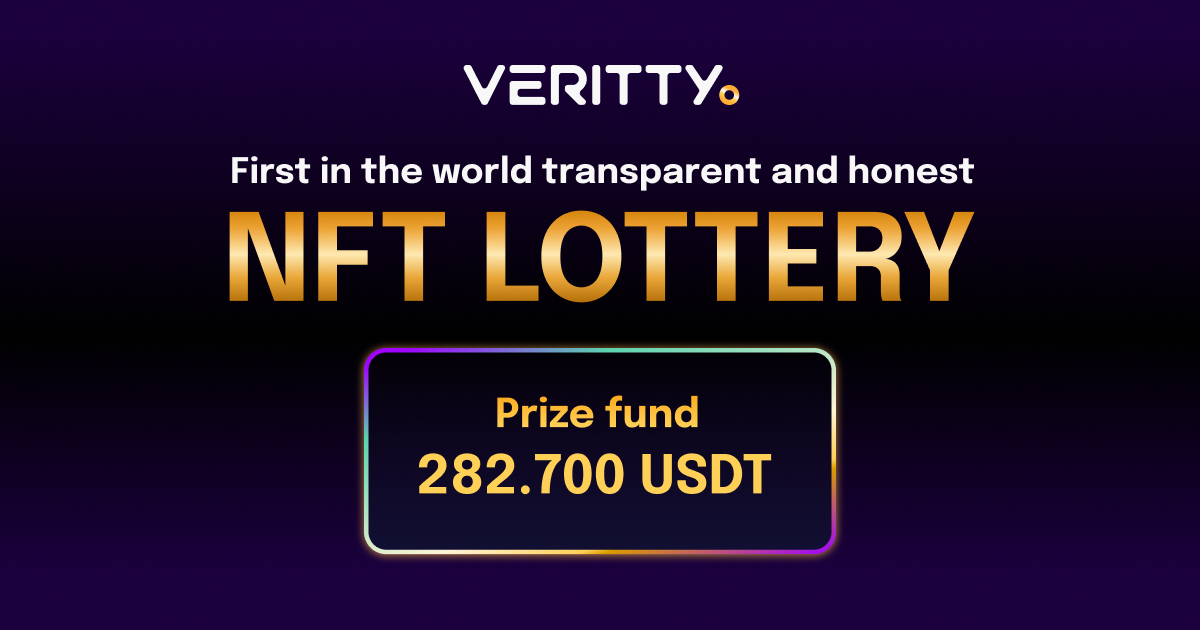 VERITTY
First in the world transparent and honest
NFT LOTTERY
Prize fund
282.700 USDT